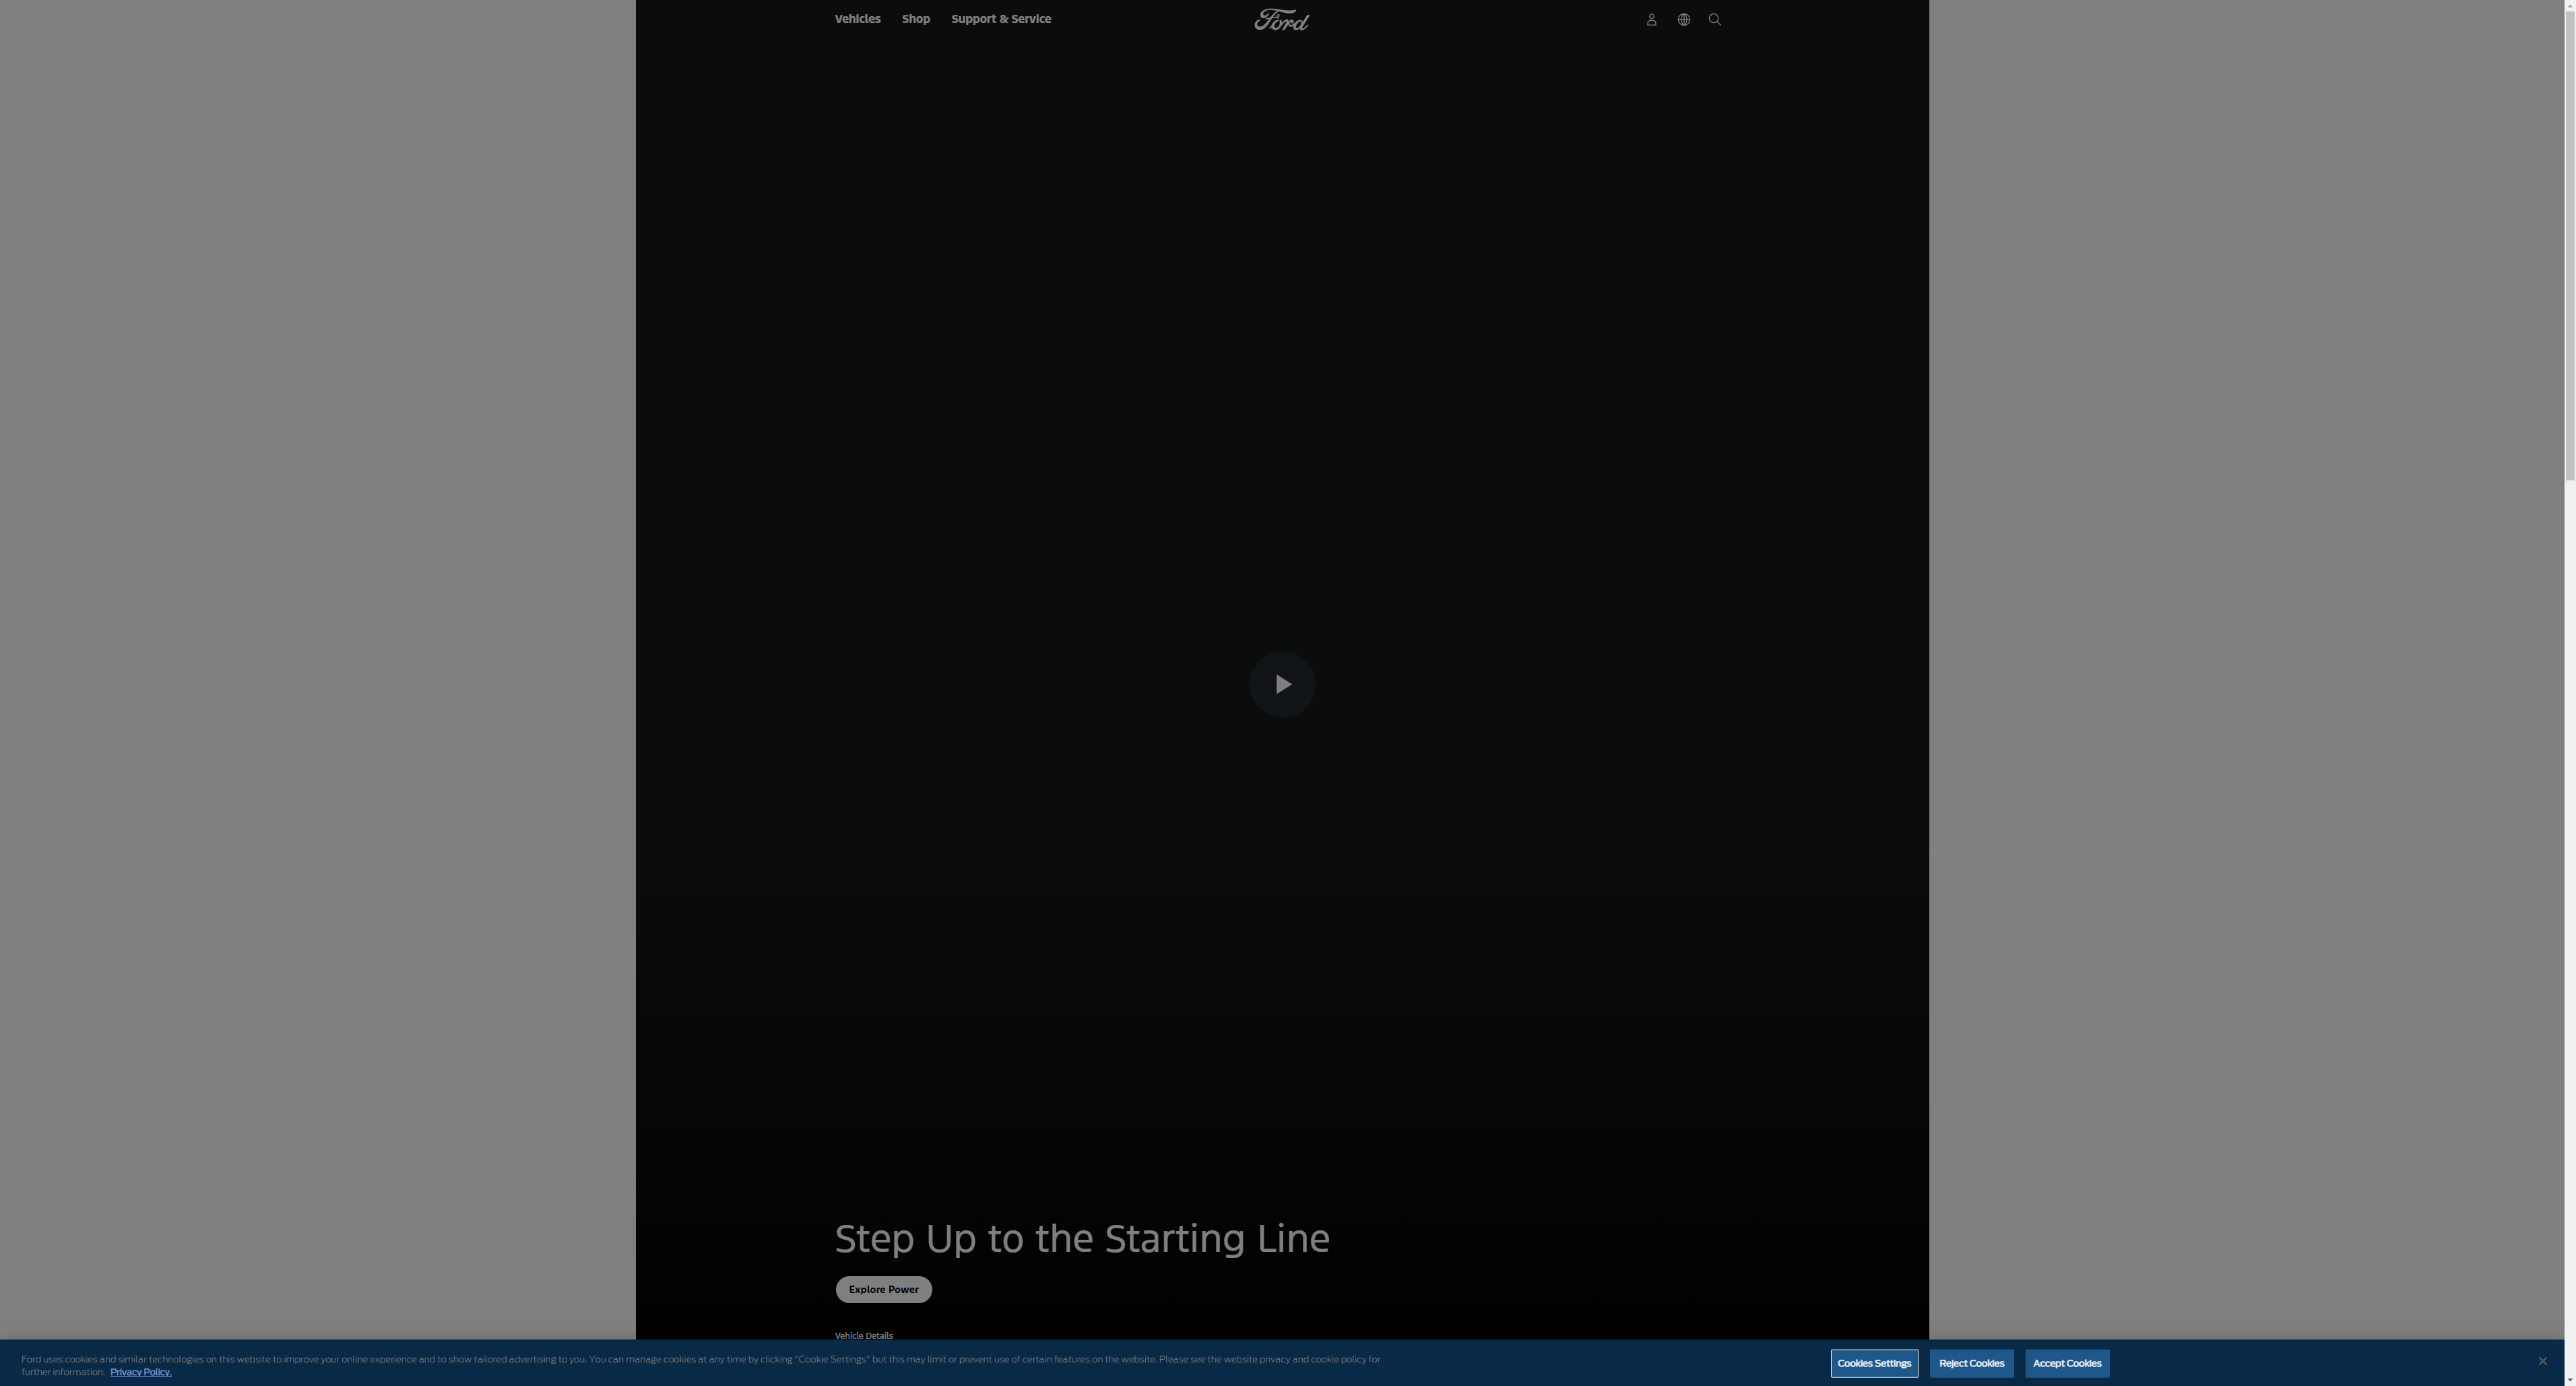 Vehicles Shop Support & Service Ford
Step Up to the Starting Line
Explore Power
Vehicle Details
Ford uses cookies and similar technologies on this website to improve your online experience and to show tailored advertising to you. You can manage cookies at any time by clicking "Cookie Settings" but this may limit or prevent use of certain features on the website. Please see the website privacy and cookie policy for
further information. Privacy Policy.
Cookies Settings Reject Cookies Accept Cookies